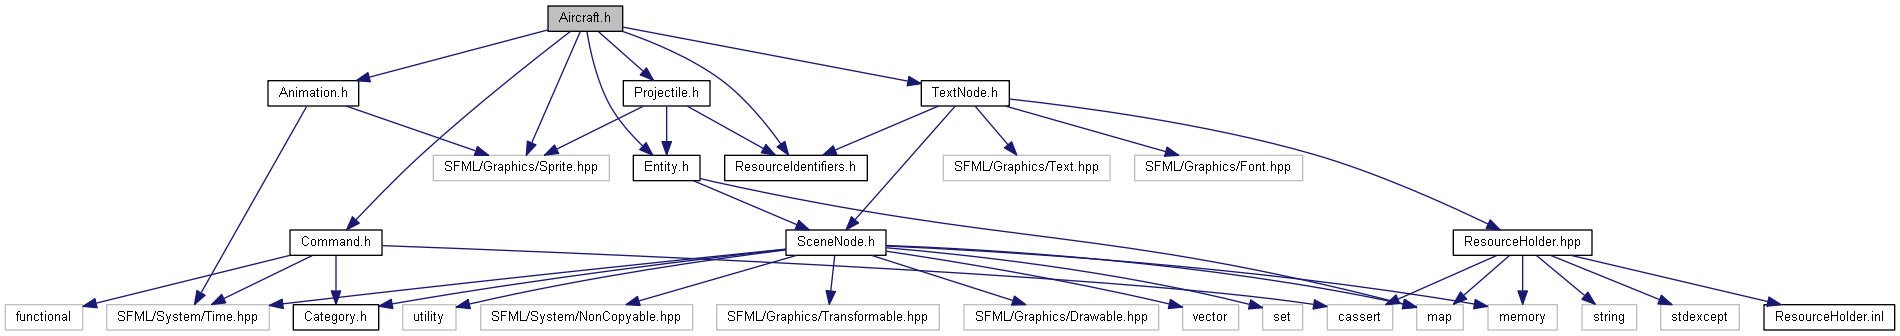 Aircraft.h
Animation.h
Projectile.h
TextNode.h
SFML/Graphics/Sprite.hpp
Entity.h
ResourceIdentifiers.h
SFML/Graphics/Text.hpp
SFML/Graphics/Font.hpp
Command.h
SceneNode.h
ResourceHolder.hpp
functional
SFML/System/Time.hpp
Category.h
utility
SFML/System/NonCopyable.hpp
SFML/Graphics/Transformable.hpp
SFML/Graphics/Drawable.hpp
vector
set
cassert
map
memory
string
stdexcept
ResourceHolder.inl